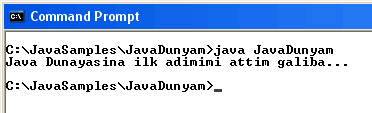 Command Prompt
C:\JavaSamples\JavaDunyam>java JavaDunyam
Java Dunayasina ilk adimimi attim galiba...
C:\JavaSamples\JavaDunyam>_